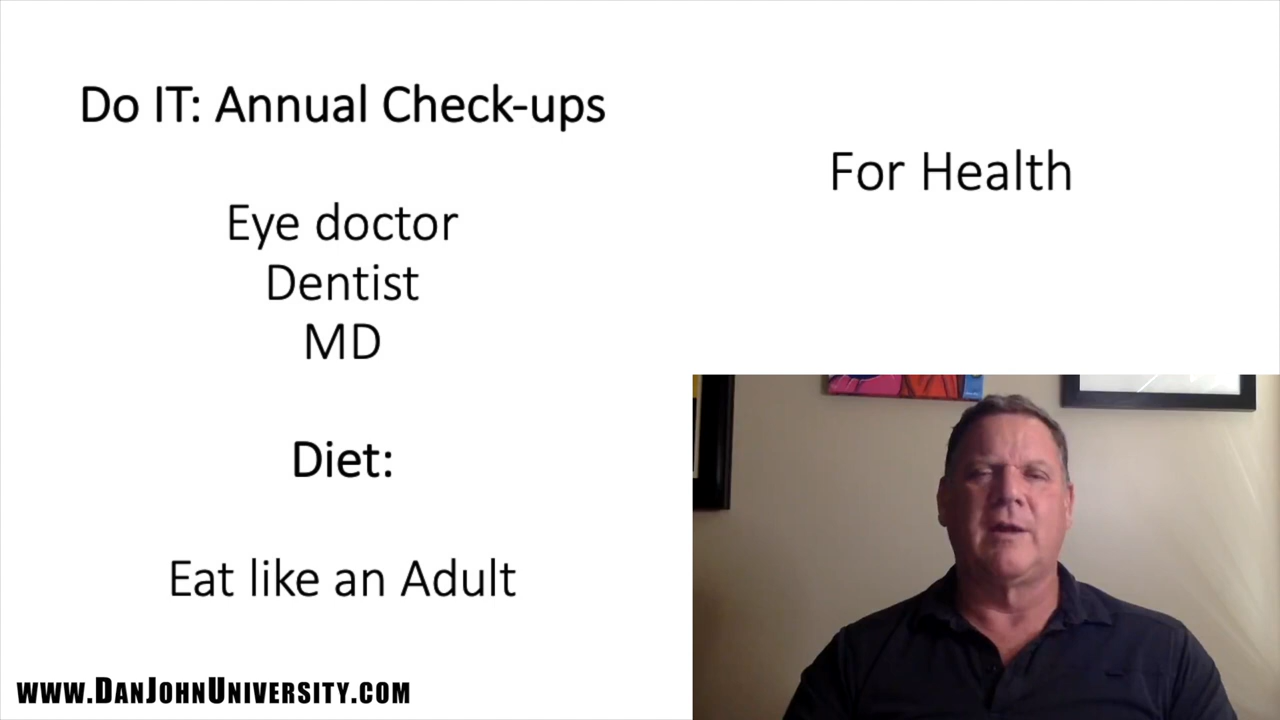 Do IT: Annual Check-ups
Eye doctor
Dentist
MD
Diet:
Eat like an Adult
For Health
www.DanJohnUniversity.com